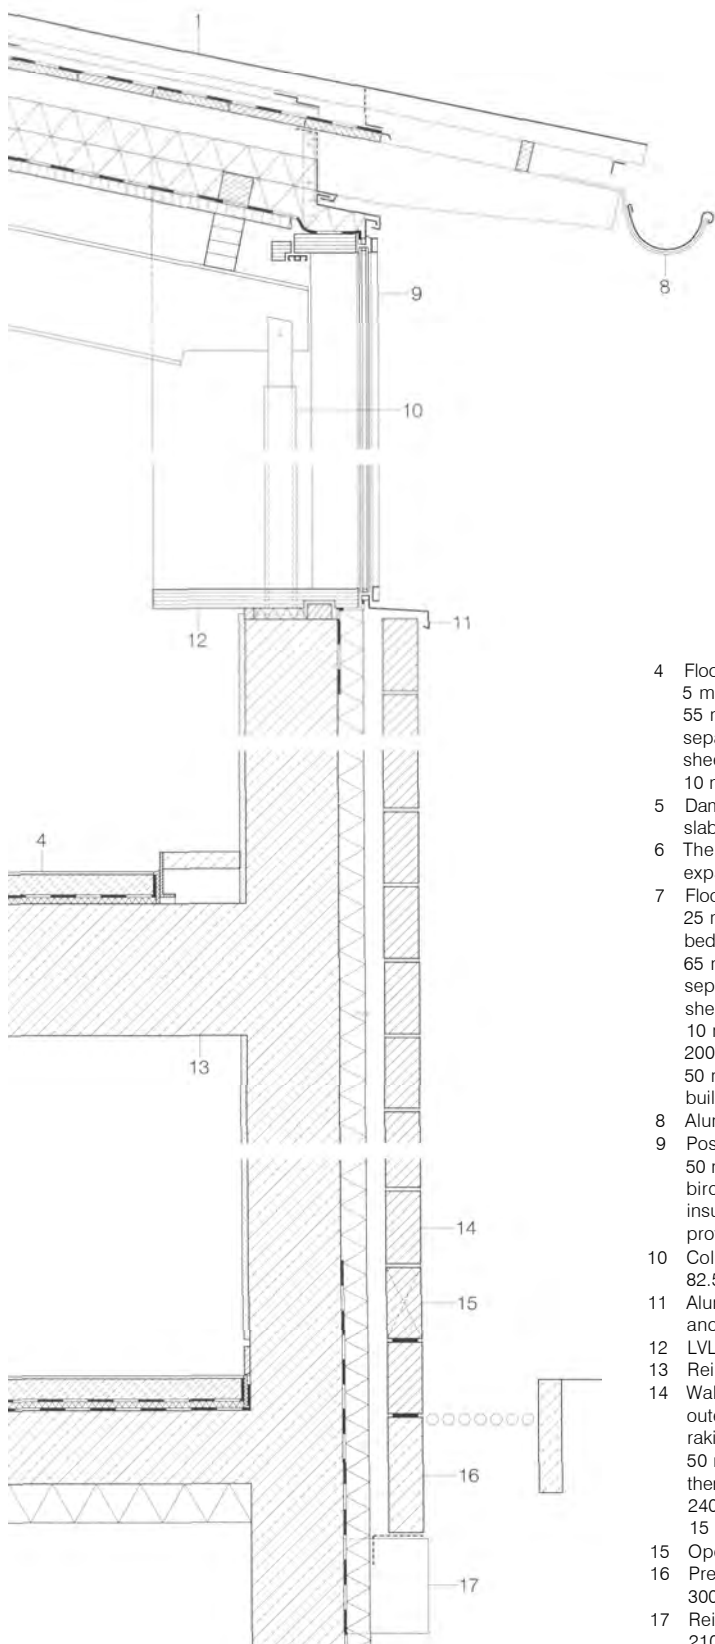 1
8
9
10
11
12
4
13
14
15
16
17
4 Floo
5 m
55 m
sepa
shee
10 m
5 Dam
slab
6 The
expa
7 Floo
25 m
bed
65 m
sep
she
10 m
200
50 m
buil
8 Alur
9 Pos
50 m
birc
insu
pro
10 Col
82.5
11 Alur
and
12 LVL
13 Rei
14 Wal
oute
raki
50 m
ther
240
15
15 Ope
16 Pre
300
17 Rei
210